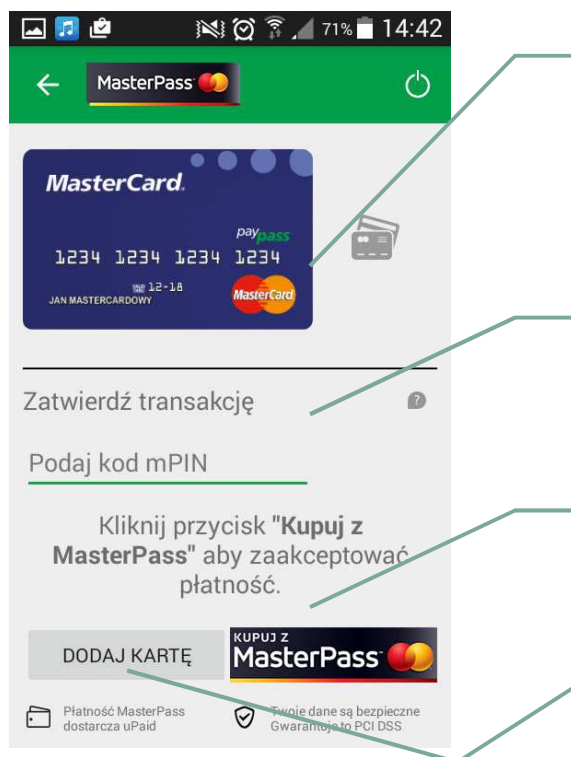 71% 14:42
MasterPass
MasterCard.
paypass
1234 1234 1234 1234
12-18
JAN MASTERCARDOWY
MasterCard
Zatwierdź transakcję
?
Podaj kod mPIN
Kliknij przycisk "Kupuj z
MasterPass" aby zaakceptować
płatność.
DODAJ KARTĘ
KUPUJ Z
MasterPass
Płatność MasterPass
dostarcza uPaid
Twoje dane są bezpieczne
Gwarantuje to PCI DSS